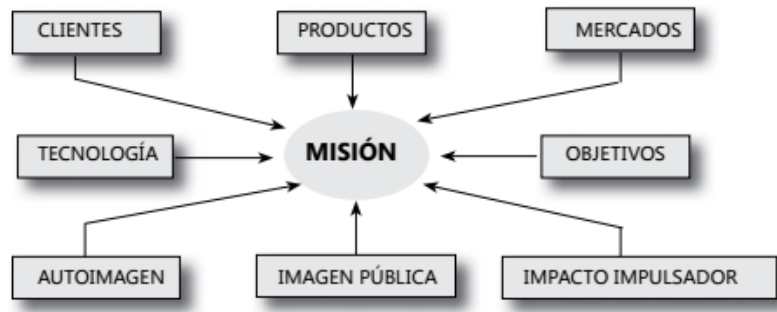 CLIENTES
PRODUCTOS
MERCADOS
TECNOLOGÍA
MISIÓN
OBJETIVOS
AUTOIMAGEN
IMAGEN PÚBLICA
IMPACTO IMPULSADOR